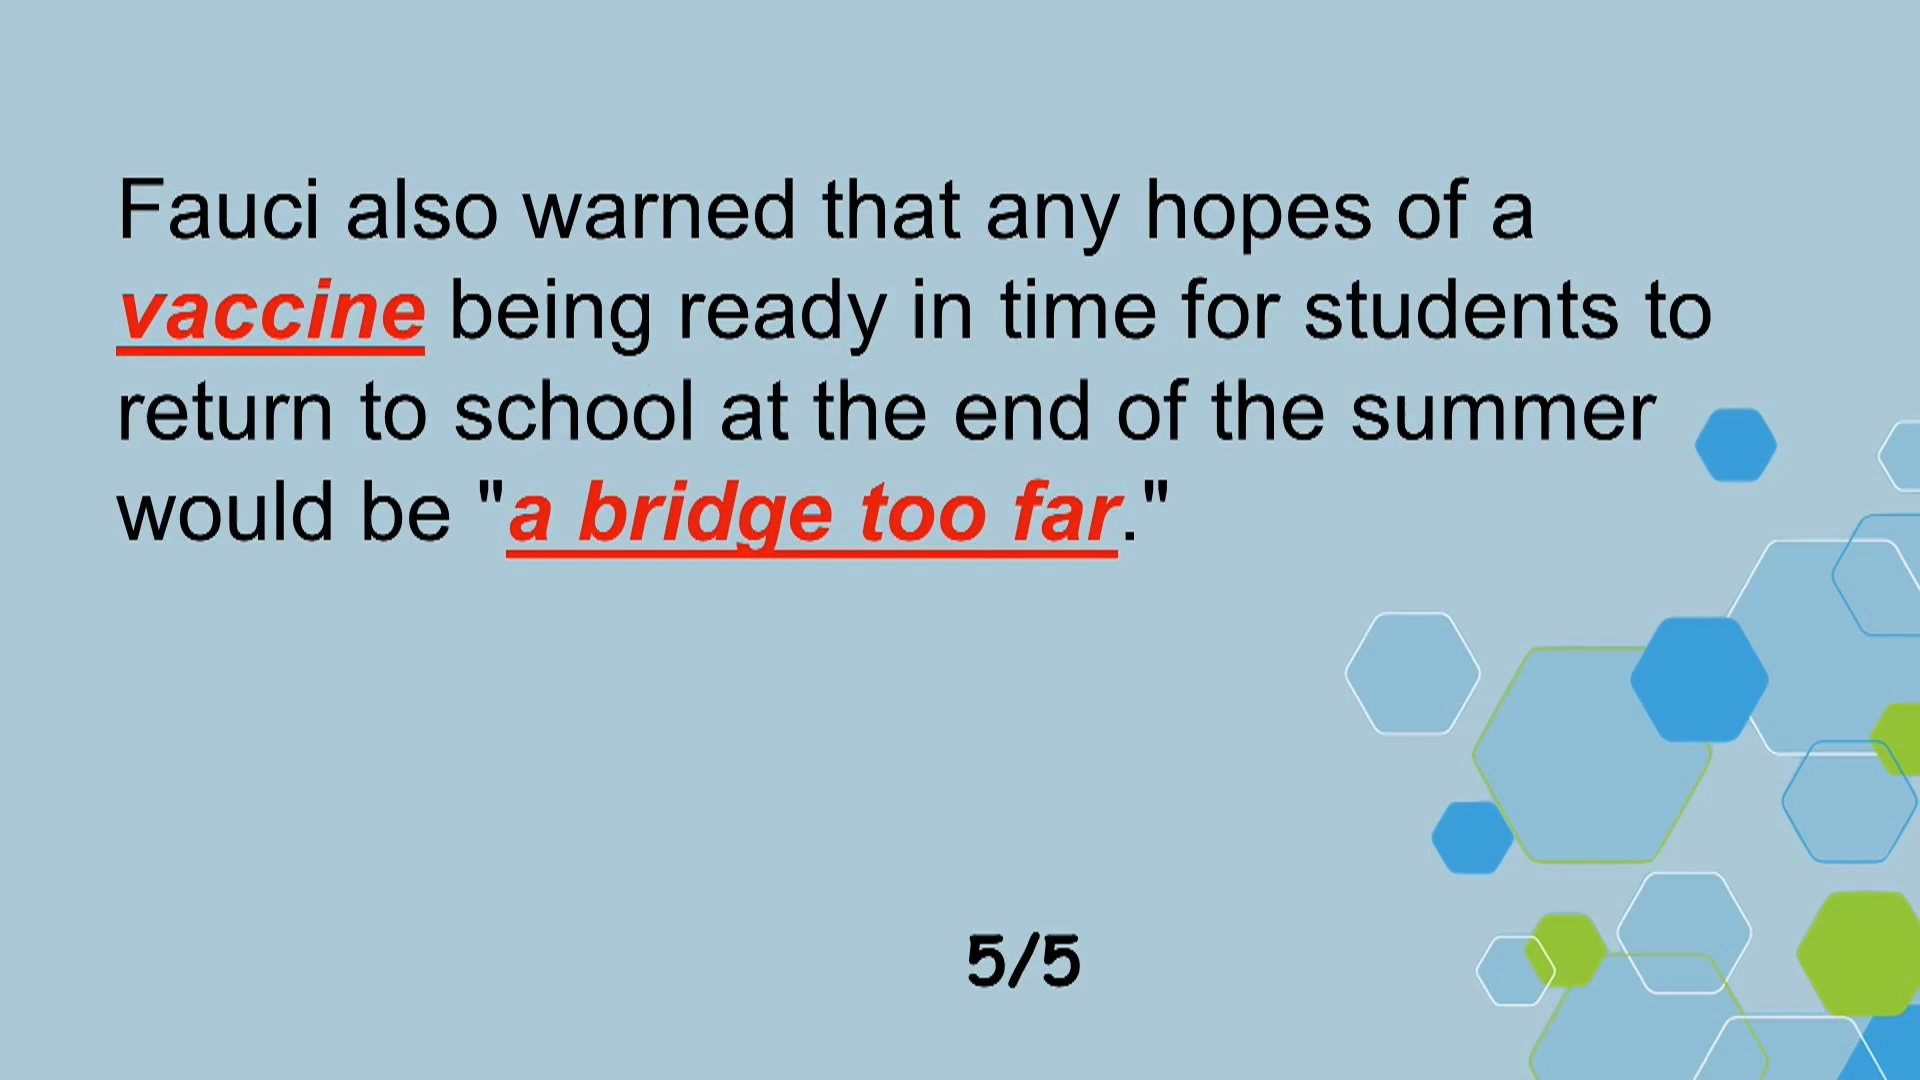 Fauci also warned that any hopes of a
vaccine being ready in time for students to
return to school at the end of the summer
would be "a bridge too far."
5/5